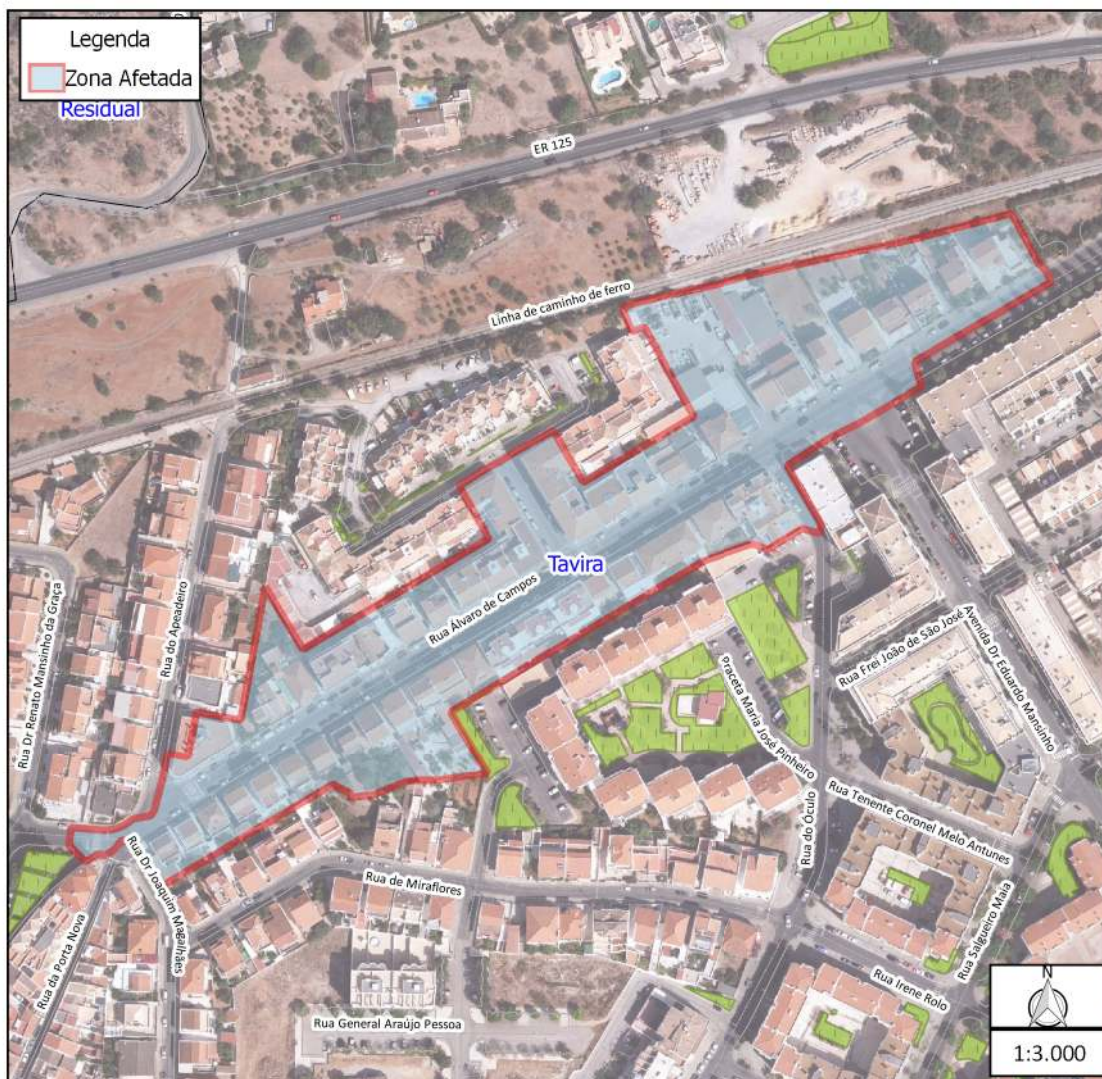 Legenda
Zona Afetada
Residual
ER 125
Linha de caminho de ferro
Tavira
Rua Álvaro de Campos
Rua do Apeadeiro
Rua Dr Renato Mansinho da Graça
Rua Frei João de São José
Avenida Dr Eduardo Mansinho
Praceta Maria José Pinheiro
Rua do Óculo
Rua Tenente Coronel Melo Antunes
Rua Dr Joaquim Magalhães
Rua de Miraflores
Rua Salgueiro Maia
Rua da Porta Nova
Rua Irene Rolo
Rua General Araújo Pessoa
N
1:3.000